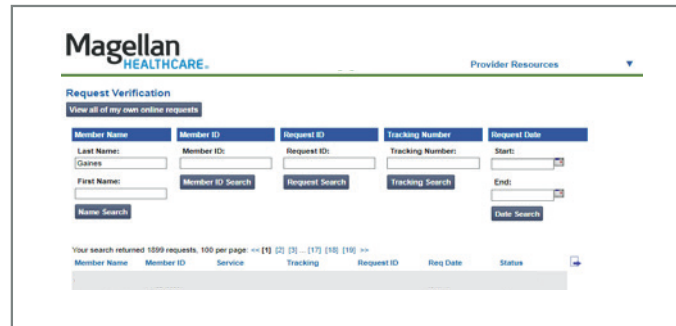 Magellan
HEALTHCARE®
Provider Resources
Request Verification
View all of my own online requests
Member Name Member ID Request ID Tracking Number Request Date
Last Name: Member ID: Request ID: Tracking Number: Start:
Gaines
First Name: Member ID Search Request Search Tracking Search End:
Name Search Date Search
Your search returned 1899 requests, 100 per page: << [1] [2] [3] ... [17] [18] [19] >>
Member Name Member ID Service Tracking Request ID Req Date Status